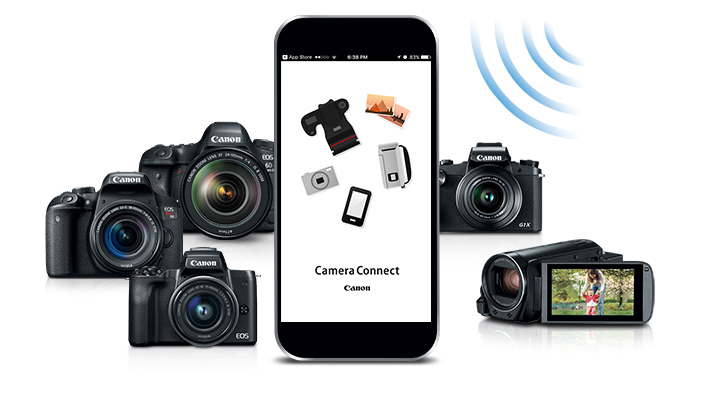 App Store
6:38 PM
83%
Canon
EOS
6D
Canon
EOS
Canon
EOS
Camera Connect
Canon
Canon
G1X